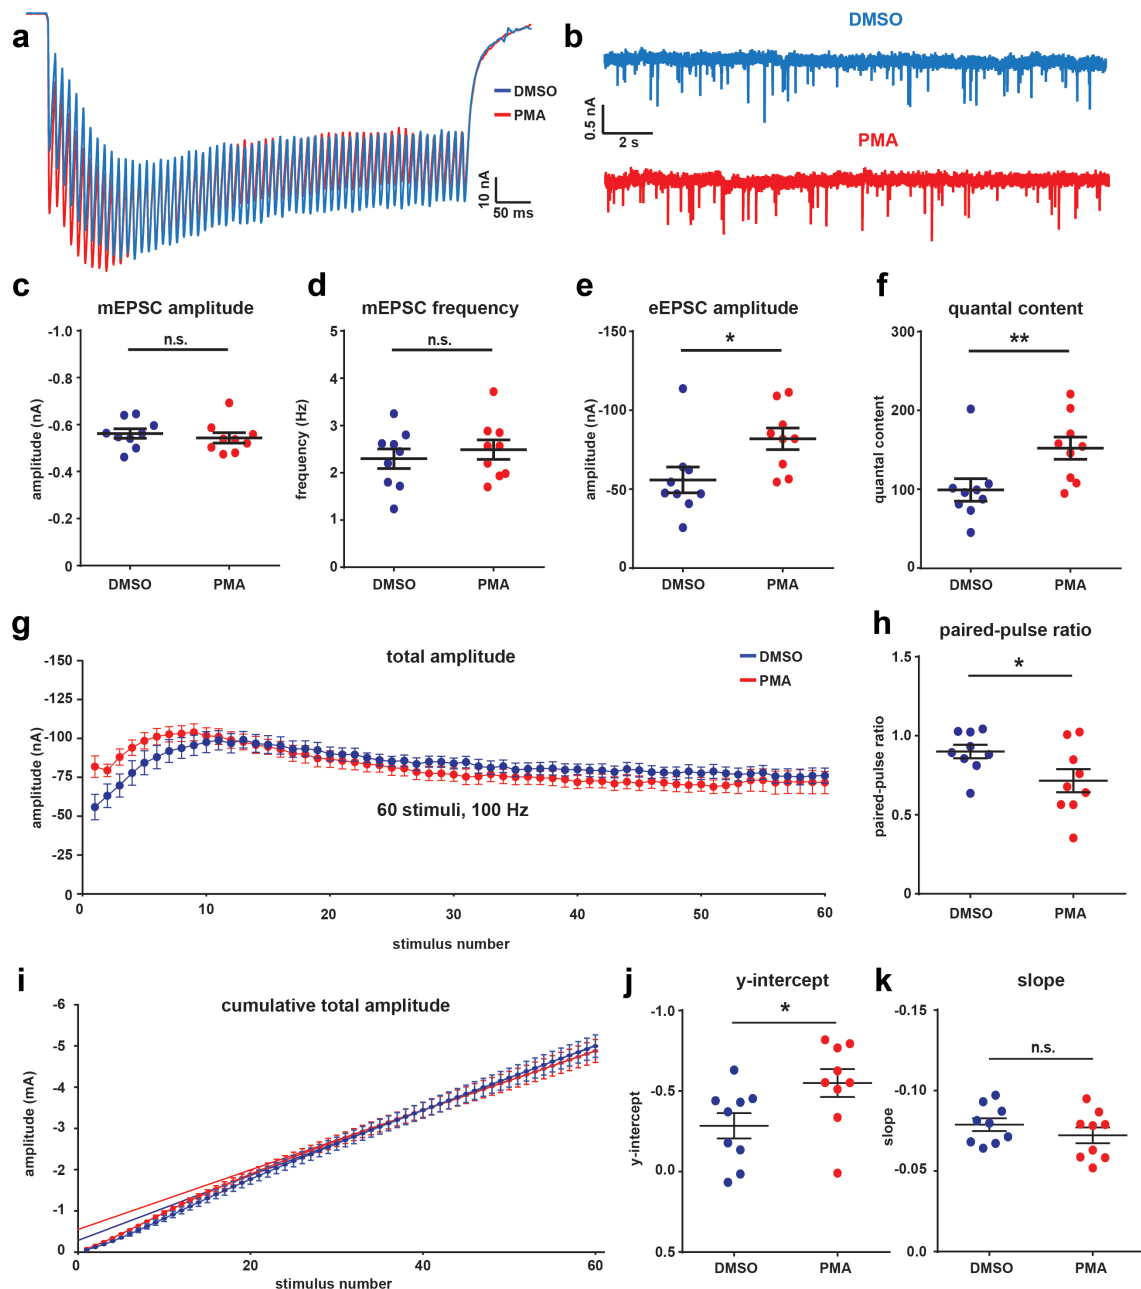 a
DMSO
PMA
10 nA
50 ms
b
DMSO
0.5 nA
2 s
PMA
c
mEPSC amplitude
n.s.
amplitude (nA)
-1.0
-0.8
-0.6
-0.4
-0.2
0
DMSO
PMA
d
mEPSC frequency
n.s.
frequency (Hz)
5
4
3
2
1
0
DMSO
PMA
e
eEPSC amplitude
*
amplitude (nA)
-150
-100
-50
0
DMSO
PMA
f
quantal content
**
quantal content
300
200
100
0
DMSO
PMA
g
total amplitude
DMSO
PMA
amplitude (nA)
-150
-125
-100
-75
-50
-25
0
60 stimuli, 100 Hz
0
10
20
30
40
50
60
stimulus number
h
paired-pulse ratio
*
paired-pulse ratio
1.5
1.0
0.5
0
DMSO
PMA
i
cumulative total amplitude
amplitude (mA)
-6
-5
-4
-3
-2
-1
0
20
40
60
stimulus number
j
y-intercept
*
y-intercept
-1.0
-0.5
0.0
0.5
DMSO
PMA
k
slope
n.s.
slope
-0.15
-0.10
-0.05
0.0
DMSO
PMA